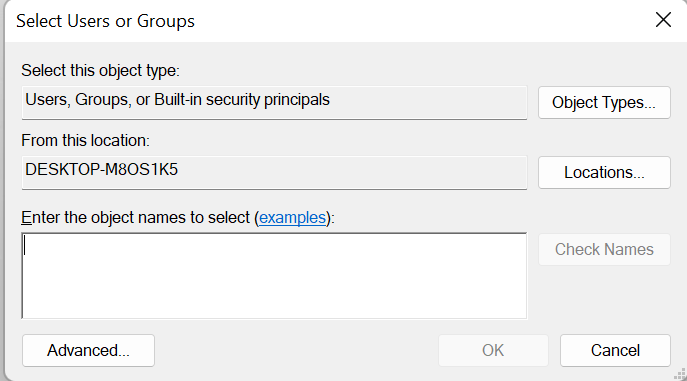 Select Users or Groups
Select this object type:
Users, Groups, or Built-in security principals
Object Types...
From this location:
DESKTOP-M8OS1K5
Locations...
Enter the object names to select (examples):
Check Names
Advanced...
OK
Cancel